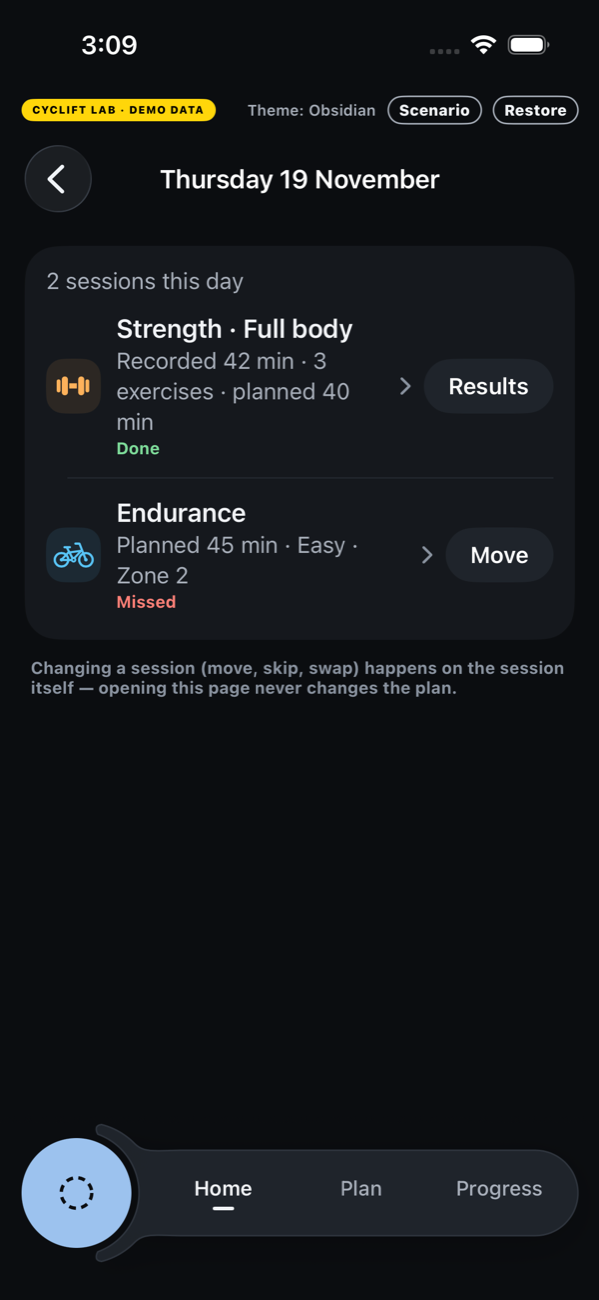 3:09
CYCLIFT LAB · DEMO DATA
Theme: Obsidian
Scenario
Restore
Thursday 19 November
2 sessions this day
Strength · Full body
Recorded 42 min · 3
exercises · planned 40
min
Done
Results
Endurance
Planned 45 min · Easy ·
Zone 2
Missed
Move
Changing a session (move, skip, swap) happens on the session
itself — opening this page never changes the plan.
Home
Plan
Progress